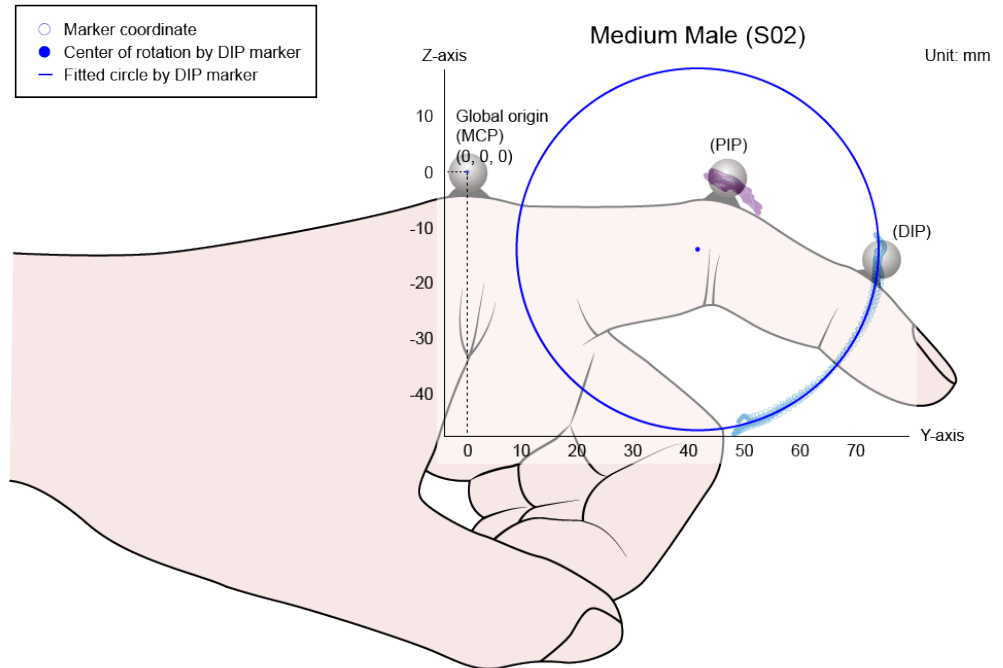 Marker coordinate
Center of rotation by DIP marker
Fitted circle by DIP marker
Medium Male (S02)
Z-axis
Unit: mm
Global origin
(MCP)
(0, 0, 0)
(PIP)
(DIP)
10
0
-10
-20
-30
-40
0 10 20 30 40 50 60 70
Y-axis